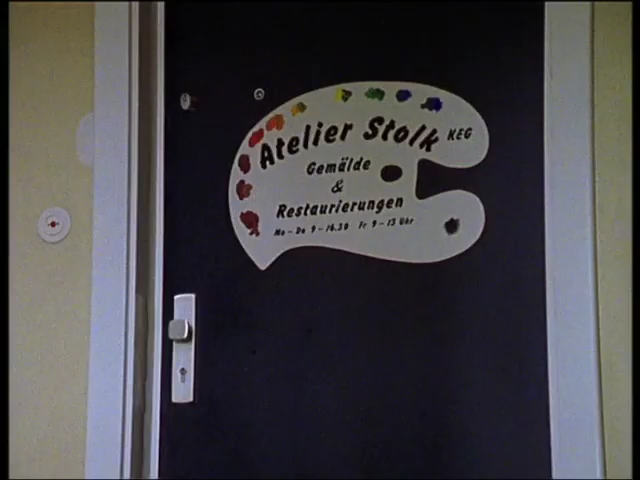 Atelier Stolk KEG
Gemälde
&
Restaurierungen
Mo - Do 9 - 16.30 Fr 9 - 13 Uhr